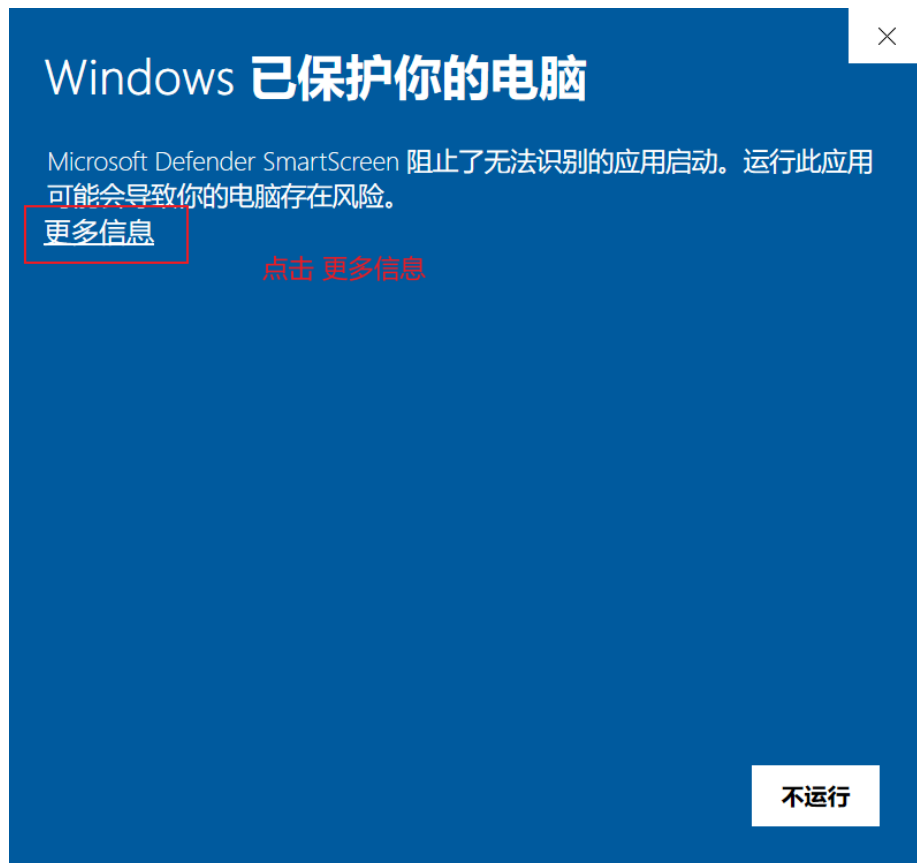 Windows 已保护你的电脑
Microsoft Defender SmartScreen 阻止了无法识别的应用启动。运行此应用
可能会导致你的电脑存在风险。
更多信息
点击 更多信息
不运行